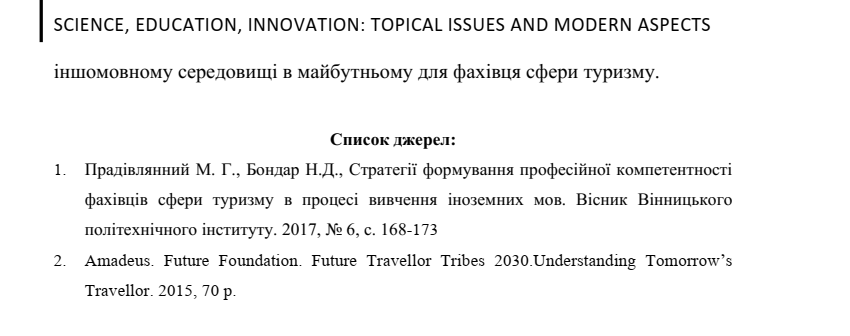 SCIENCE, EDUCATION, INNOVATION: TOPICAL ISSUES AND MODERN ASPECTS
іншомовному середовищі в майбутньому для фахівця сфери туризму.
Список джерел:
1. Прадівлянний М. Г., Бондар Н.Д., Стратегії формування професійної компетентності
фахівців сфери туризму в процесі вивчення іноземних мов. Вісник Вінницького
політехнічного інституту. 2017, № 6, с. 168-173
2. Amadeus. Future Foundation. Future Travellor Tribes 2030.Understanding Tomorrow’s
Travellor. 2015, 70 p.